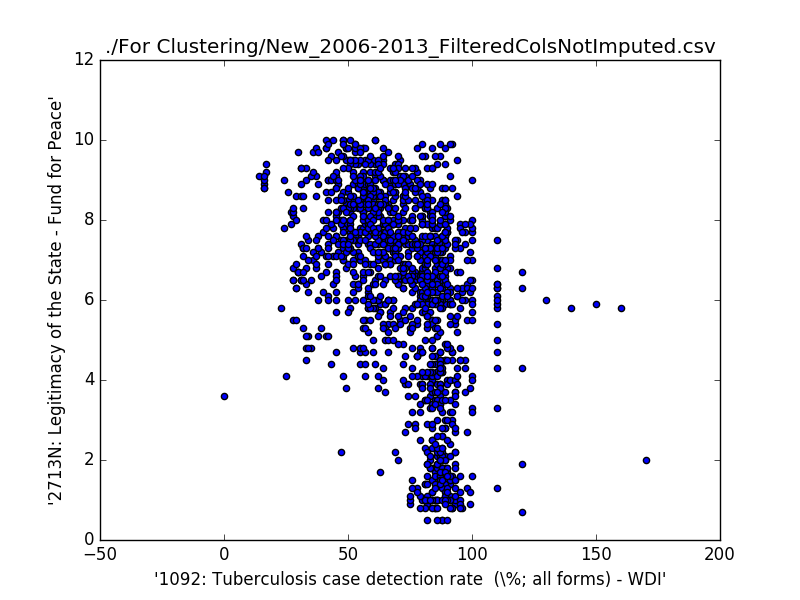 ./For Clustering/New_2006-2013_FilteredColsNotImputed.csv
12
10
8
6
4
2
0
'2713N: Legitimacy of the State - Fund for Peace'
−50 0 50 100 150 200
'1092: Tuberculosis case detection rate  (\%; all forms) - WDI'